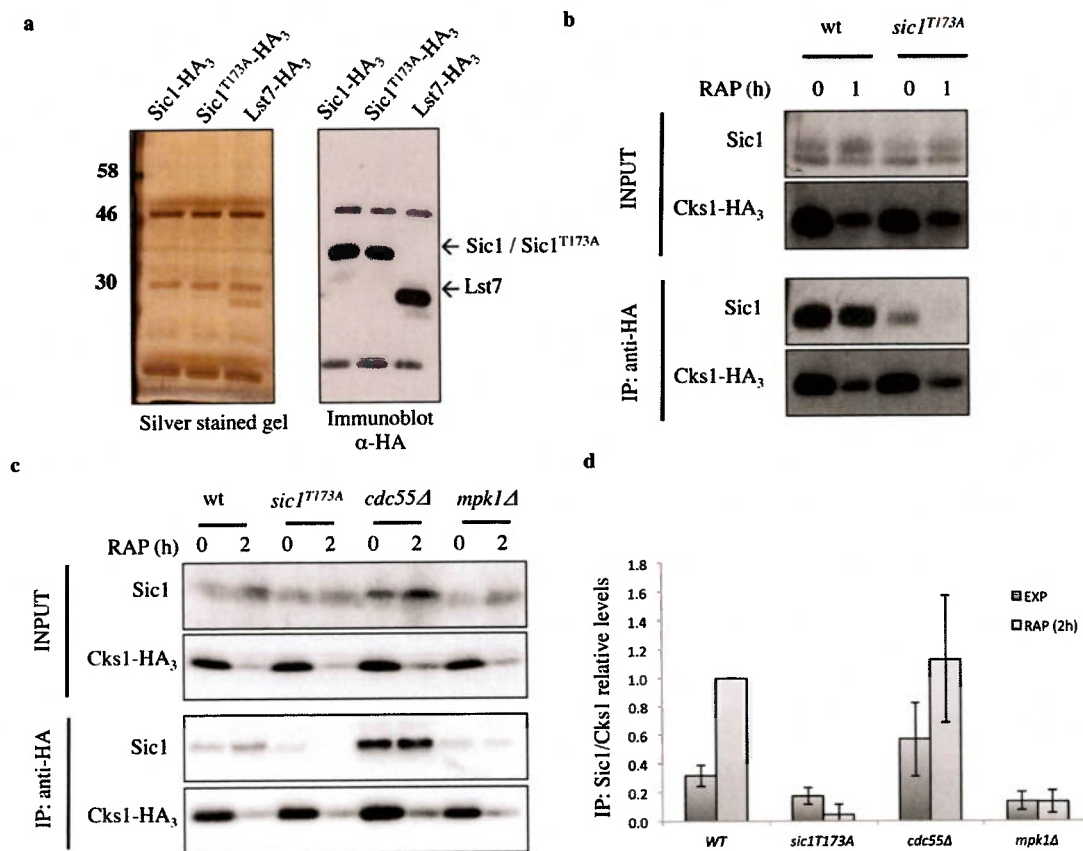 a
Sic1-HA3
Sic1T173A-HA3
Lst7-HA3
Sic1-HA3
Sic1T173A-HA3
Lst7-HA3
58
46
30
← Sic1 / Sic1T173A
← Lst7
Silver stained gel
Immunoblot
α-HA
b
wt
sic1T173A
RAP (h)
0 1 0 1
INPUT
Sic1
Cks1-HA3
IP: anti-HA
Sic1
Cks1-HA3
c
wt
sic1T173A
cdc55Δ
mpk1Δ
RAP (h)
0 2 0 2 0 2 0 2
INPUT
Sic1
Cks1-HA3
IP: anti-HA
Sic1
Cks1-HA3
d
IP: Sic1/Cks1 relative levels
1.8
1.6
1.4
1.2
1.0
0.8
0.6
0.4
0.2
0.0
EXP
RAP (2h)
WT
sic1T173A
cdc55Δ
mpk1Δ